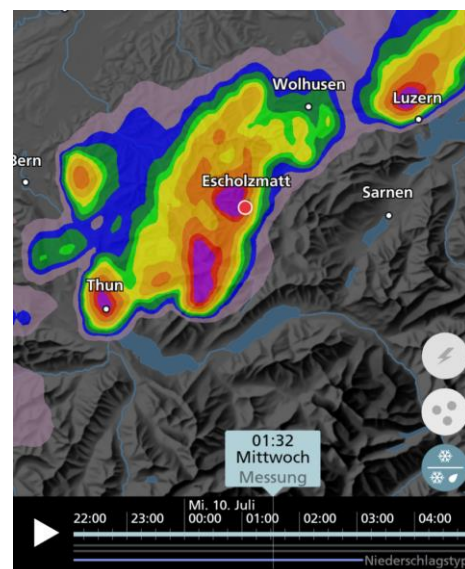 Wolhusen
Luzern
Bern
Escholzmatt
Sarnen
Thun
01:32
Mittwoch
Messung
Mi. 10. Juli
22:00 23:00 00:00 01:00 02:00 03:00 04:00
Niederschlagstyp